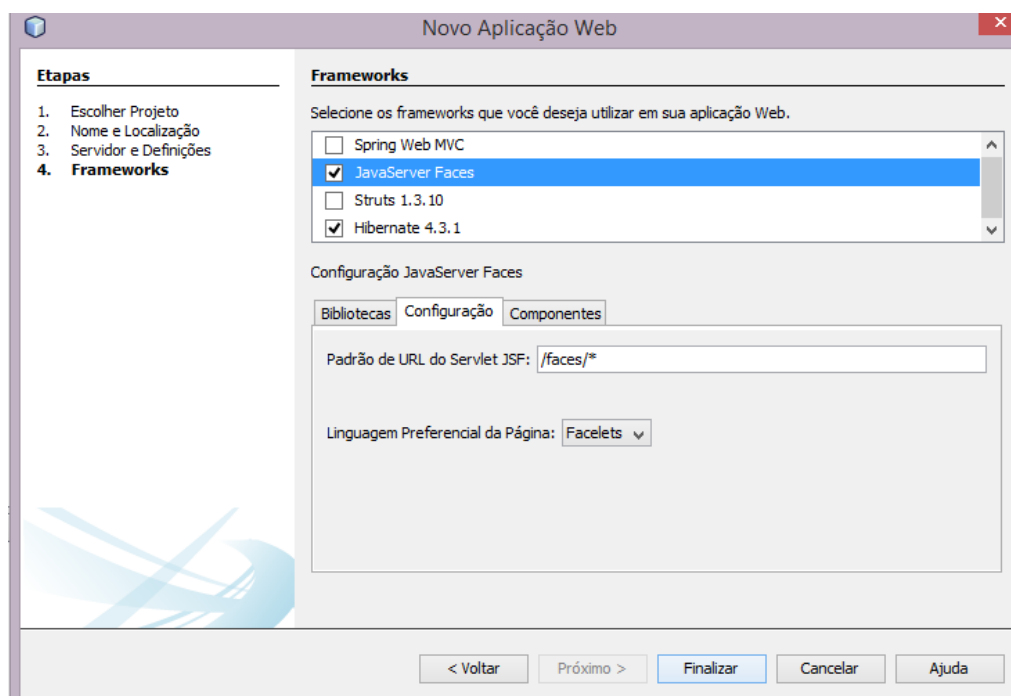 Novo Aplicação Web
Etapas
1. Escolher Projeto
2. Nome e Localização
3. Servidor e Definições
4. Frameworks
Frameworks
Selecione os frameworks que você deseja utilizar em sua aplicação Web.
Spring Web MVC
JavaServer Faces
Struts 1.3.10
Hibernate 4.3.1
Configuração JavaServer Faces
Bibliotecas Configuração Componentes
Padrão de URL do Servlet JSF: /faces/*
Linguagem Preferencial da Página: Facelets
< Voltar Próximo > Finalizar Cancelar Ajuda